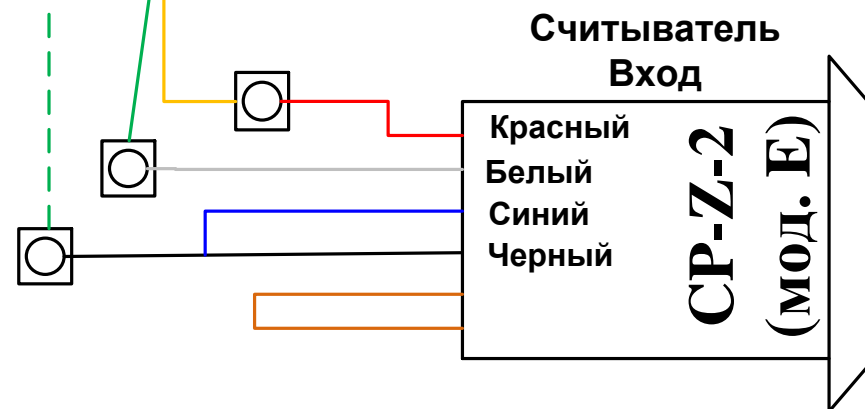 Считыватель
Вход
Красный
Белый
Синий
Черный
CP-Z-2
(мод. Е)